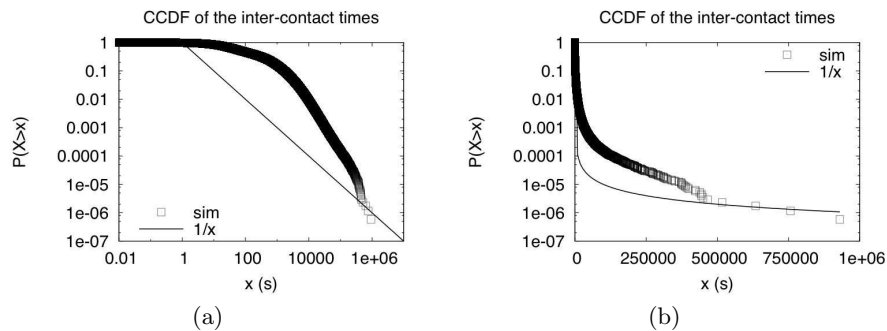 CCDF of the inter-contact times
P(X>x)
1
0.1
0.01
0.001
0.0001
1e-05
1e-06
1e-07
sim
1/x
0.01 1 100 10000 1e+06
x (s)
(a)
CCDF of the inter-contact times
P(X>x)
1
0.1
0.01
0.001
0.0001
1e-05
1e-06
1e-07
sim
1/x
0 250000 500000 750000 1e+06
x (s)
(b)